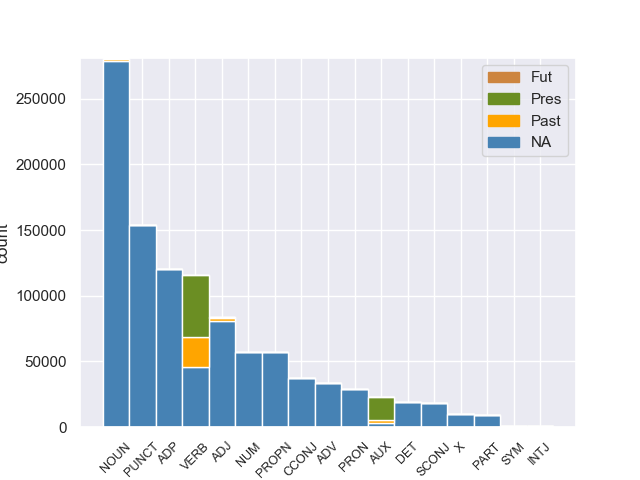 Fut
Pres
Past
NA
250000
200000
150000
100000
50000
0
count
NOUN
PUNCT
ADP
VERB
ADJ
NUM
PROPN
CCONJ
ADV
PRON
AUX
DET
SCONJ
X
PART
SYM
INTJ